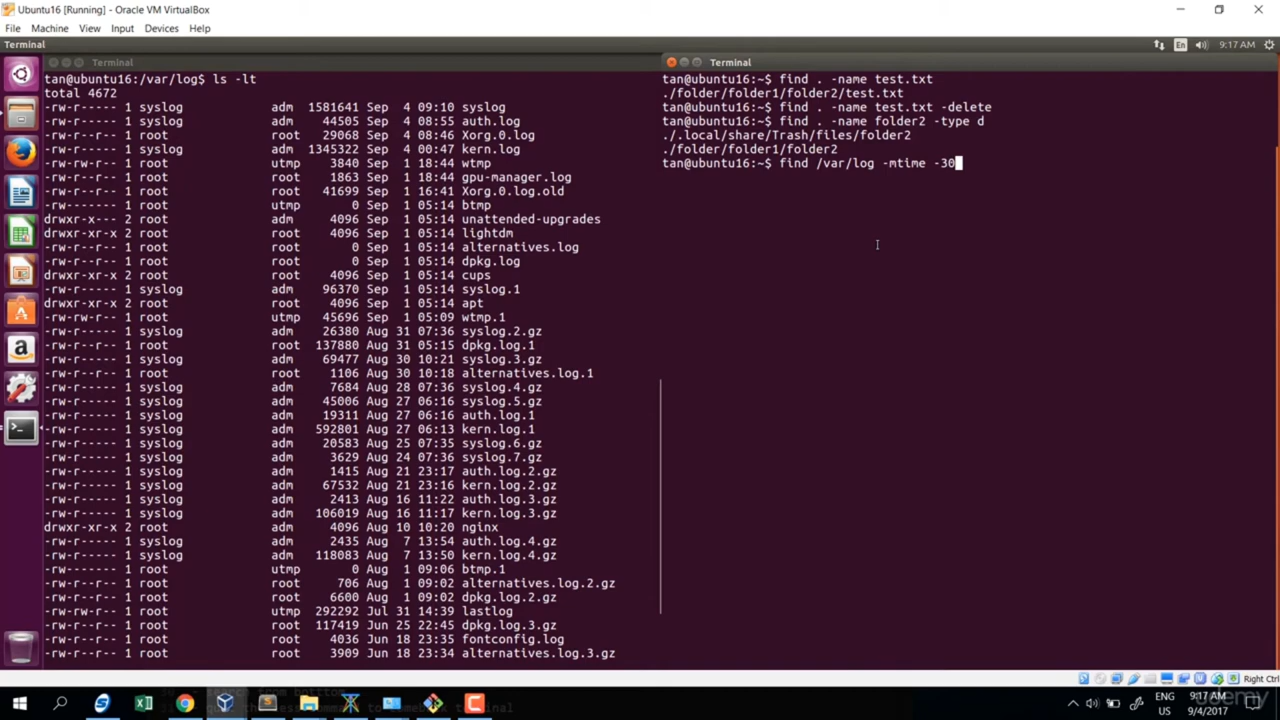 Ubuntu16 [Running] - Oracle VM VirtualBox
File Machine View Input Devices Help
Terminal
En
9:17 AM
Terminal
tan@ubuntu16:/var/log$ ls -lt
total 4672
-rw-r----- 1 syslog adm 1581641 Sep 4 09:10 syslog
-rw-r----- 1 syslog adm 44505 Sep 4 08:55 auth.log
-rw-r--r-- 1 root root 29068 Sep 4 08:46 Xorg.0.log
-rw-r----- 1 syslog adm 1345322 Sep 4 00:47 kern.log
-rw-rw-r-- 1 root utmp 3840 Sep 1 18:44 wtmp
-rw-r--r-- 1 root root 1863 Sep 1 18:44 gpu-manager.log
-rw-r--r-- 1 root root 41699 Sep 1 16:41 Xorg.0.log.old
-rw------- 1 root utmp 0 Sep 1 05:14 btmp
drwxr-x--- 2 root adm 4096 Sep 1 05:14 unattended-upgrades
drwxr-xr-x 2 root root 4096 Sep 1 05:14 lightdm
-rw-r--r-- 1 root root 0 Sep 1 05:14 alternatives.log
-rw-r--r-- 1 root root 0 Sep 1 05:14 dpkg.log
drwxr-xr-x 2 root root 4096 Sep 1 05:14 cups
-rw-r----- 1 syslog adm 96370 Sep 1 05:14 syslog.1
drwxr-xr-x 2 root root 4096 Sep 1 05:14 apt
-rw-rw-r-- 1 root utmp 45696 Sep 1 05:09 wtmp.1
-rw-r----- 1 syslog adm 26380 Aug 31 07:36 syslog.2.gz
-rw-r--r-- 1 root root 137880 Aug 31 05:15 dpkg.log.1
-rw-r----- 1 syslog adm 69477 Aug 30 10:21 syslog.3.gz
-rw-r--r-- 1 root root 1106 Aug 30 10:18 alternatives.log.1
-rw-r----- 1 syslog adm 7684 Aug 28 07:36 syslog.4.gz
-rw-r----- 1 syslog adm 45006 Aug 27 06:16 syslog.5.gz
-rw-r----- 1 syslog adm 19311 Aug 27 06:16 auth.log.1
-rw-r----- 1 syslog adm 592801 Aug 27 06:13 kern.log.1
-rw-r----- 1 syslog adm 20583 Aug 25 07:35 syslog.6.gz
-rw-r----- 1 syslog adm 3629 Aug 24 07:36 syslog.7.gz
-rw-r----- 1 syslog adm 1415 Aug 21 23:17 auth.log.2.gz
-rw-r----- 1 syslog adm 67532 Aug 21 23:16 kern.log.2.gz
-rw-r----- 1 syslog adm 2413 Aug 16 11:22 auth.log.3.gz
-rw-r----- 1 syslog adm 106019 Aug 16 11:17 kern.log.3.gz
drwxr-xr-x 2 root adm 4096 Aug 10 10:20 nginx
-rw-r----- 1 syslog adm 2435 Aug 7 13:54 auth.log.4.gz
-rw-r----- 1 syslog adm 118083 Aug 7 13:50 kern.log.4.gz
-rw------- 1 root utmp 0 Aug 1 09:06 btmp.1
-rw-r--r-- 1 root root 706 Aug 1 09:02 alternatives.log.2.gz
-rw-r--r-- 1 root root 6600 Aug 1 09:02 dpkg.log.2.gz
-rw-rw-r-- 1 root utmp 292292 Jul 31 14:39 lastlog
-rw-r--r-- 1 root root 117419 Jun 25 22:45 dpkg.log.3.gz
-rw-r--r-- 1 root root 4036 Jun 18 23:35 fontconfig.log
-rw-r--r-- 1 root root 3909 Jun 18 23:34 alternatives.log.3.gz
Terminal
tan@ubuntu16:~$ find . -name test.txt
./folder/folder1/folder2/test.txt
tan@ubuntu16:~$ find . -name test.txt -delete
tan@ubuntu16:~$ find . -name folder2 -type d
./.local/share/Trash/files/folder2
./folder/folder1/folder2
tan@ubuntu16:~$ find /var/log -mtime -30
Right Ctrl
ENG
US
9:17 AM
9/4/2017
udemy